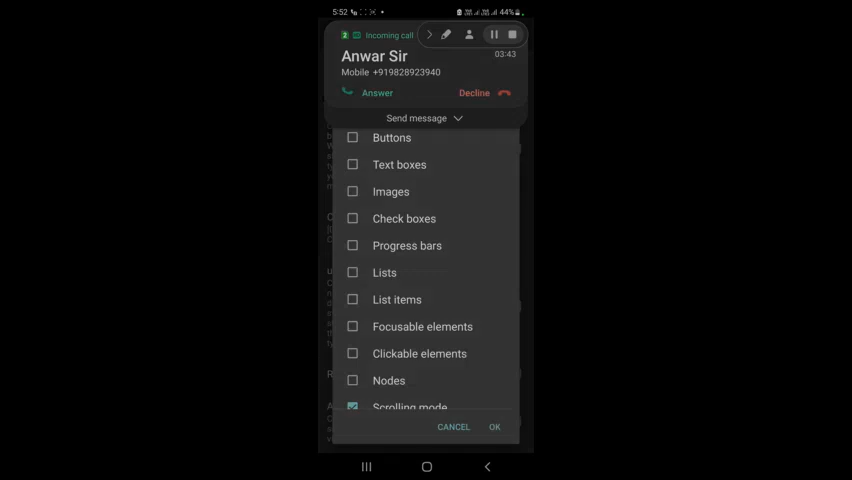 5:52
44%
2 Incoming call
Anwar Sir
03:43
Mobile +919828923940
Answer
Decline
Send message
Buttons
Text boxes
Images
Check boxes
Progress bars
Lists
List items
Focusable elements
Clickable elements
Nodes
Scrolling mode
CANCEL
OK